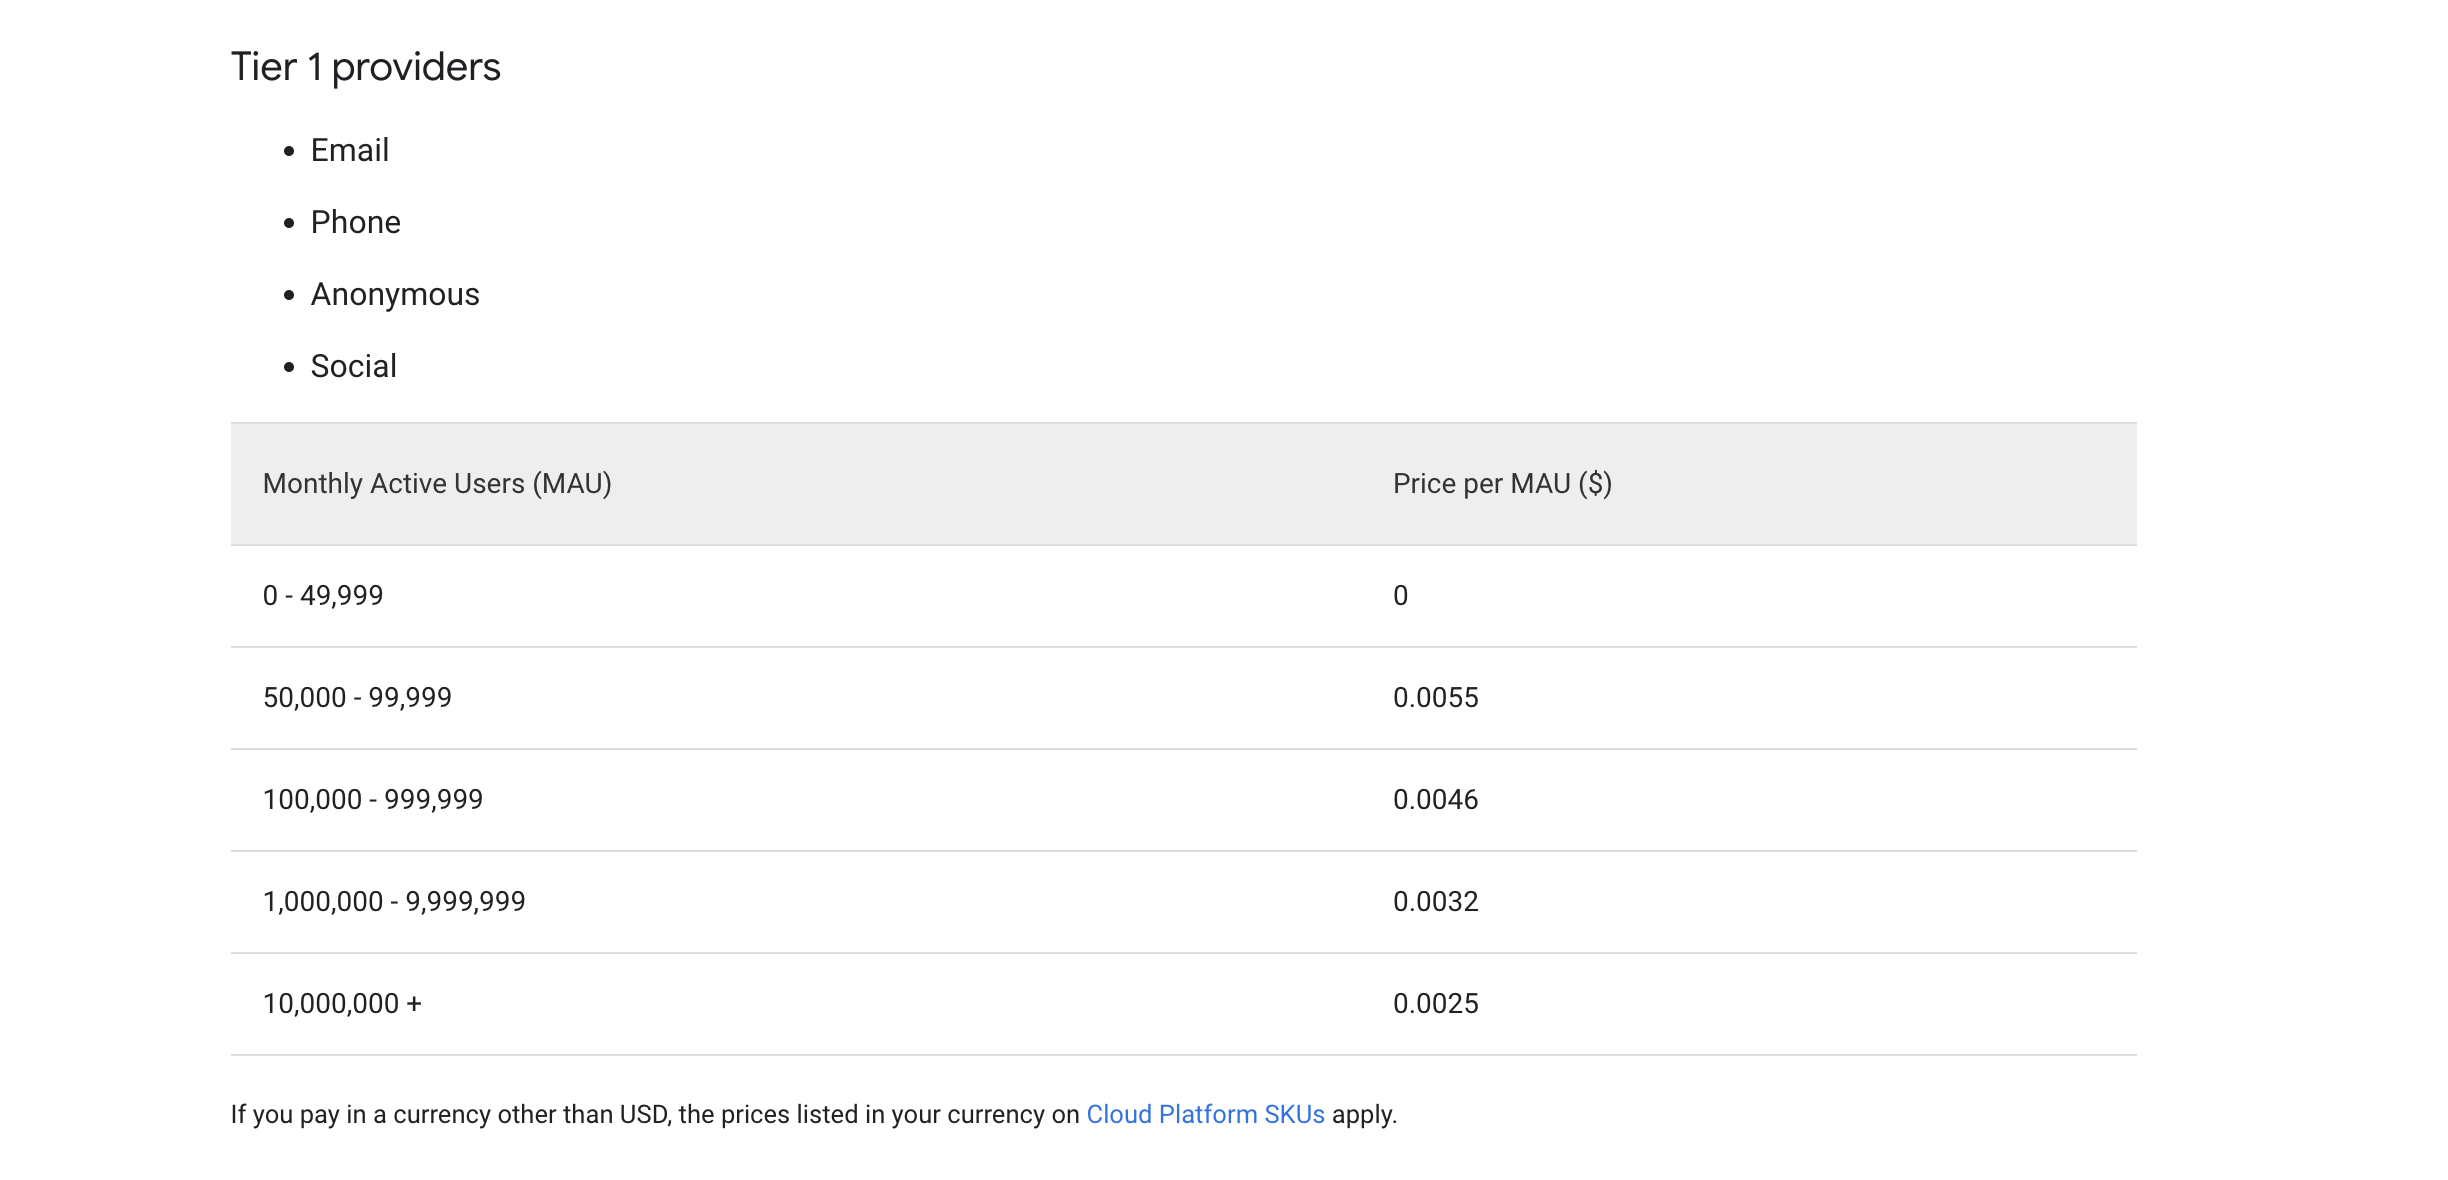 Tier 1 providers
• Email
• Phone
• Anonymous
• Social
Monthly Active Users (MAU) Price per MAU ($)
0 - 49,999 0
50,000 - 99,999 0.0055
100,000 - 999,999 0.0046
1,000,000 - 9,999,999 0.0032
10,000,000 + 0.0025
If you pay in a currency other than USD, the prices listed in your currency on Cloud Platform SKUs apply.